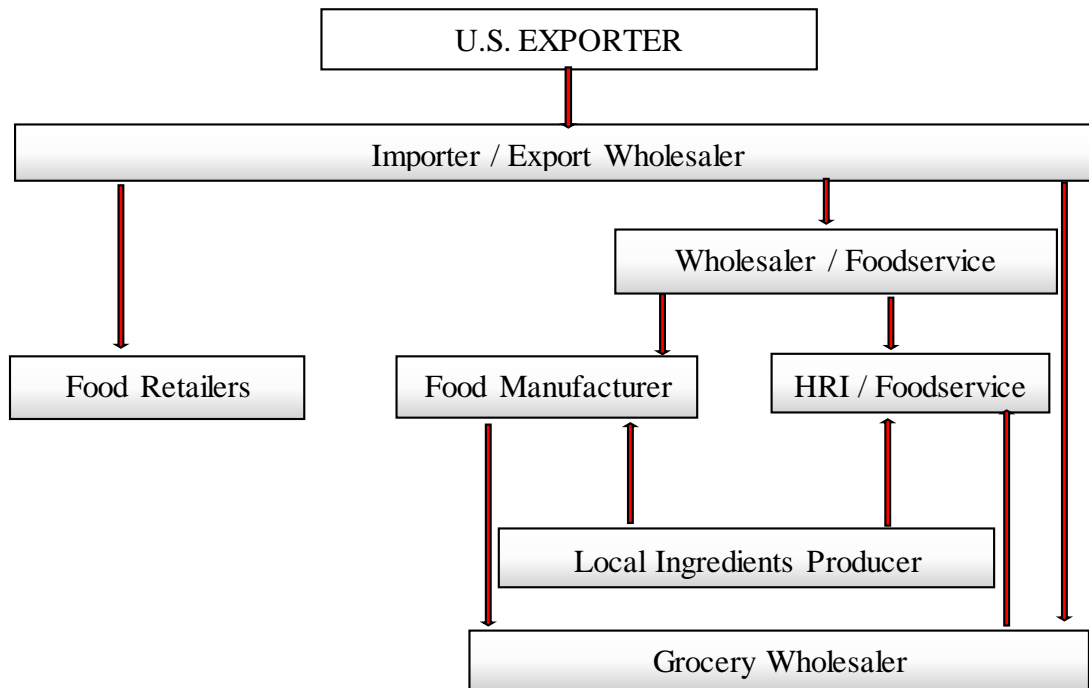 U.S. EXPORTER
Importer / Export Wholesaler
Wholesaler / Foodservice
Food Retailers
Food Manufacturer
HRI / Foodservice
Local Ingredients Producer
Grocery Wholesaler